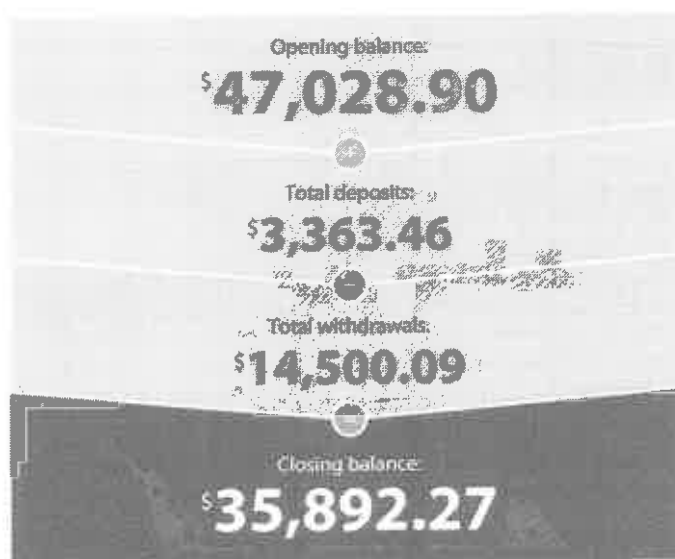 Opening balance:
$47,028.90
+
Total deposits:
$3,363.46
-
Total withdrawals:
$14,500.09
=
Closing balance:
$35,892.27